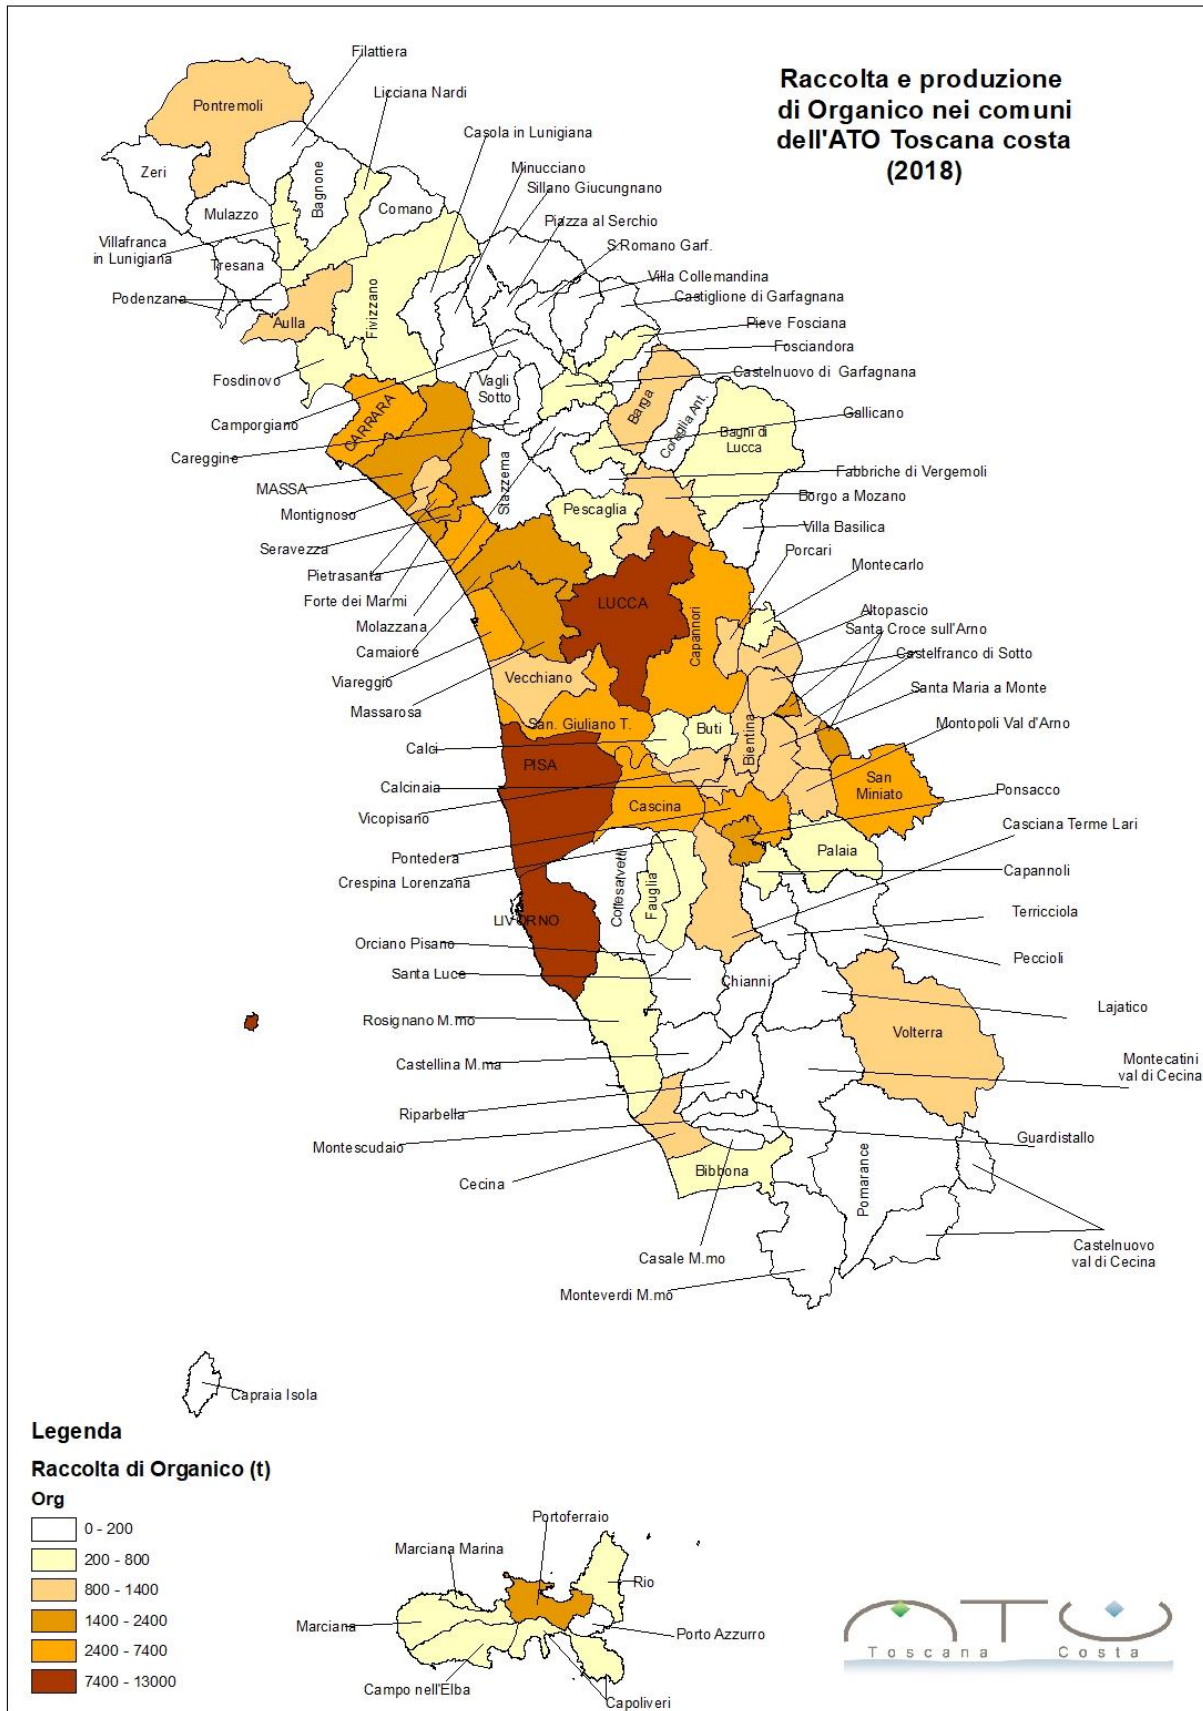 Raccolta e produzione
di Organico nei comuni
dell'ATO Toscana costa
(2018)
Filattiera
Licciana Nardi
Pontremoli
Casola in Lunigiana
Minucciano
Zeri
Bagnone
Sillano Giucungnano
Comano
Mulazzo
Piazza al Serchio
Villafranca
in Lunigiana
S.Romano Garf.
Tresana
Villa Collemandina
Podenzana
Castiglione di Garfagnana
Fivizzano
Aulla
Pieve Fosciana
Fosciandora
Fosdinovo
Castelnuovo di Garfagnana
Vagli
Sotto
Barga
Coreglia Ant.
Gallicano
Camporgiano
CARRARA
Bagni di
Lucca
Careggine
Fabbriche di Vergemoli
MASSA
Stazzema
Borgo a Mozano
Montignoso
Pescaglia
Villa Basilica
Seravezza
Porcari
Pietrasanta
Montecarlo
Forte dei Marmi
LUCCA
Altopascio
Molazzana
Santa Croce sull'Arno
Camaiore
Capannori
Castelfranco di Sotto
Viareggio
Vecchiano
Santa Maria a Monte
Massarosa
San. Giuliano T.
Montopoli Val d'Arno
Calci
Buti
Bientina
PISA
Calcinaia
San
Miniato
Ponsacco
Vicopisano
Cascina
Casciana Terme Lari
Pontedera
Palaia
Crespina Lorenzana
Collesalvetti
Fauglia
Capannoli
LIVORNO
Terricciola
Orciano Pisano
Peccioli
Santa Luce
Chianni
Lajatico
Rosignano M.mo
Volterra
Castellina M.ma
Montecatini
val di Cecina
Riparbella
Montescudaio
Guardistallo
Cecina
Bibbona
Pomarance
Casale M.mo
Castelnuovo
val di Cecina
Monteverdi M.mo
Capraia Isola
Legenda
Raccolta di Organico (t)
Org
0 - 200
200 - 800
800 - 1400
1400 - 2400
2400 - 7400
7400 - 13000
Portoferraio
Marciana Marina
Rio
Marciana
Porto Azzurro
Campo nell'Elba
Capoliveri
ATO
Toscana Costa